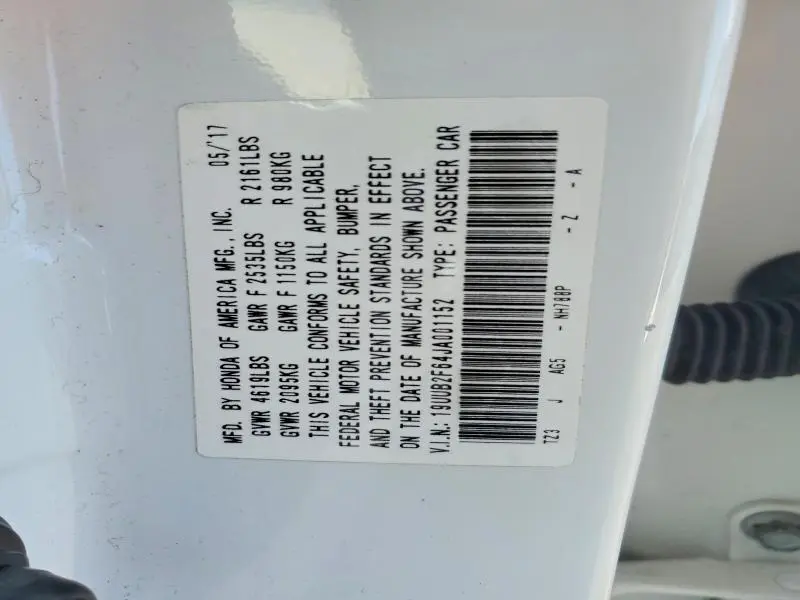 MFD. BY HONDA OF AMERICA MFG., INC. 05/'17
GVWR 4619LBS GAWR F 2535LBS R 2161LBS
GVWR 2095KG GAWR F 1150KG R 980KG
THIS VEHICLE CONFORMS TO ALL APPLICABLE
FEDERAL MOTOR VEHICLE SAFETY, BUMPER,
AND THEFT PREVENTION STANDARDS IN EFFECT
ON THE DATE OF MANUFACTURE SHOWN ABOVE.
V.I.N.: 19UUB2F64JA001152 TYPE: PASSENGER CAR
TZ3 J AG5 - NH788P - Z - A